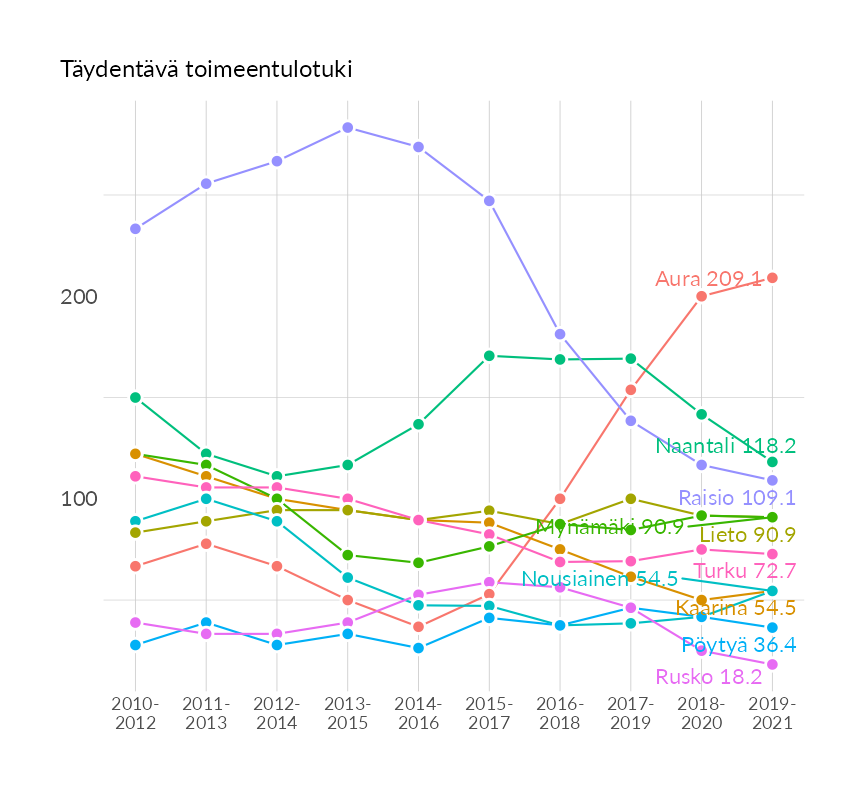 Täydentävä toimeentulotuki
Aura 209.1
200
Naantali 118.2
Raisio 109.1
100
Mynämäki 90.9
Lieto 90.9
Turku 72.7
Nousiainen 54.5
Kaarina 54.5
Pöytyä 36.4
Rusko 18.2
2010- 2011- 2012- 2013- 2014- 2015- 2016- 2017- 2018- 2019-
2012 2013 2014 2015 2016 2017 2018 2019 2020 2021